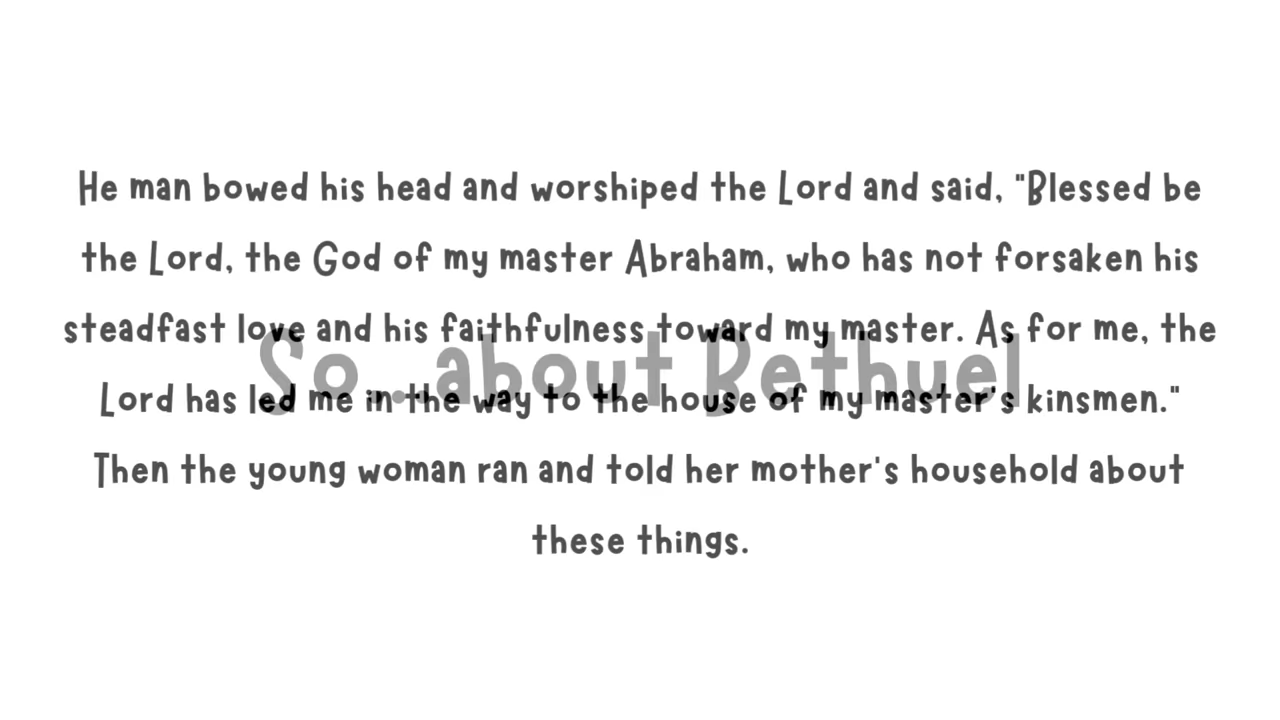 He man bowed his head and worshiped the Lord and said, "Blessed be
the Lord, the God of my master Abraham, who has not forsaken his
steadfast love and his faithfulness toward my master. As for me, the
So...about Bethuel
Lord has led me in the way to the house of my master's kinsmen."
Then the young woman ran and told her mother's household about
these things.